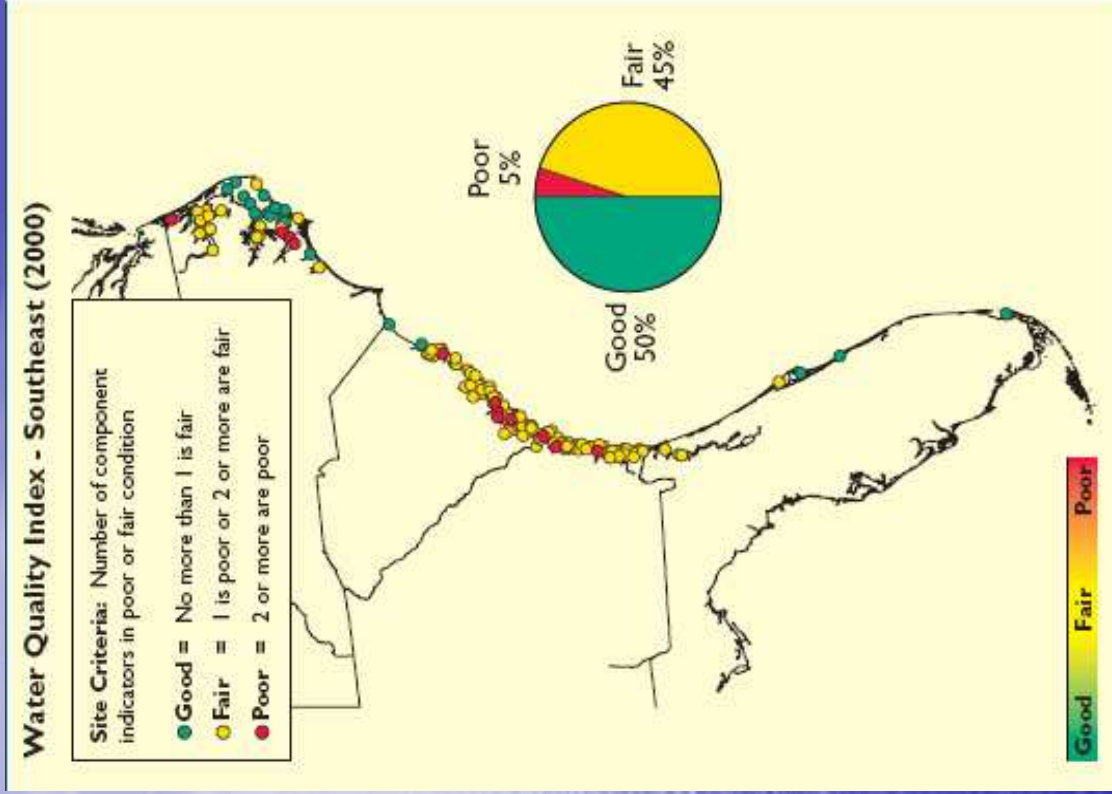 Water Quality Index - Southeast (2000)
Site Criteria: Number of component
indicators in poor or fair condition
Good = No more than 1 is fair
Fair = 1 is poor or 2 or more are fair
Poor = 2 or more are poor
Poor
5%
Fair
45%
Good
50%
Good Fair Poor